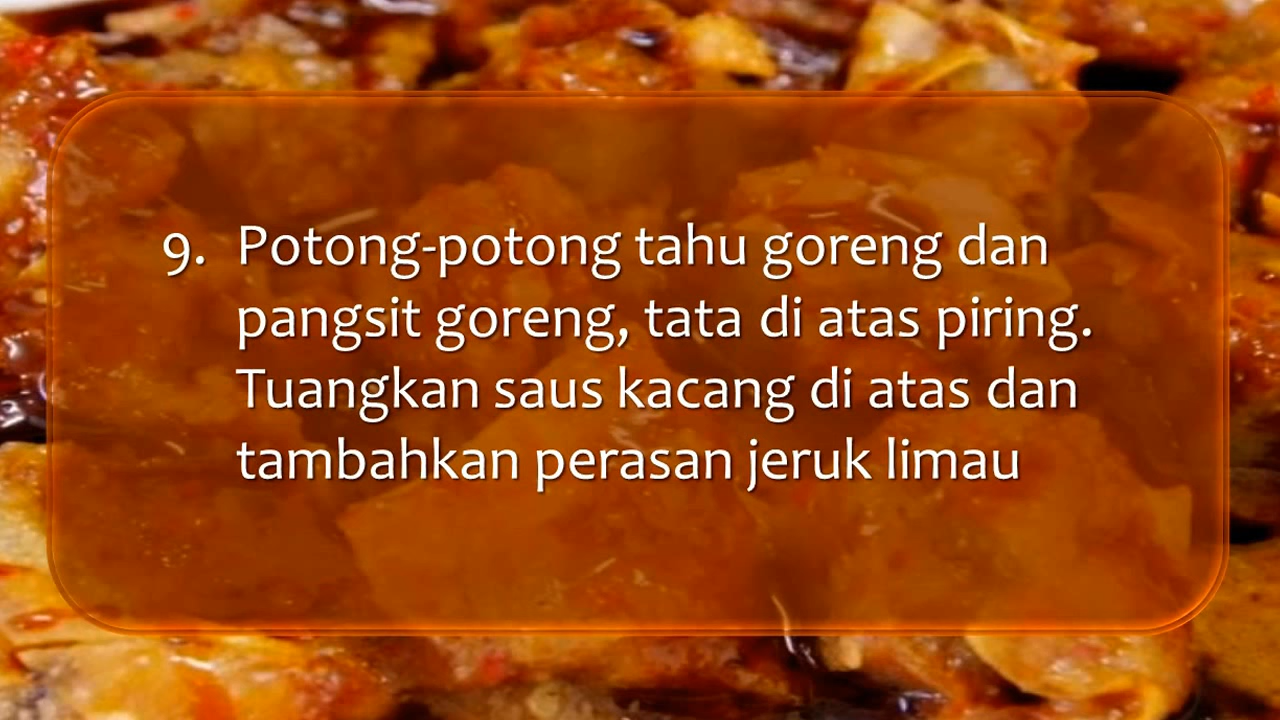 9. Potong-potong tahu goreng dan
pangsit goreng, tata di atas piring.
Tuangkan saus kacang di atas dan
tambahkan perasan jeruk limau